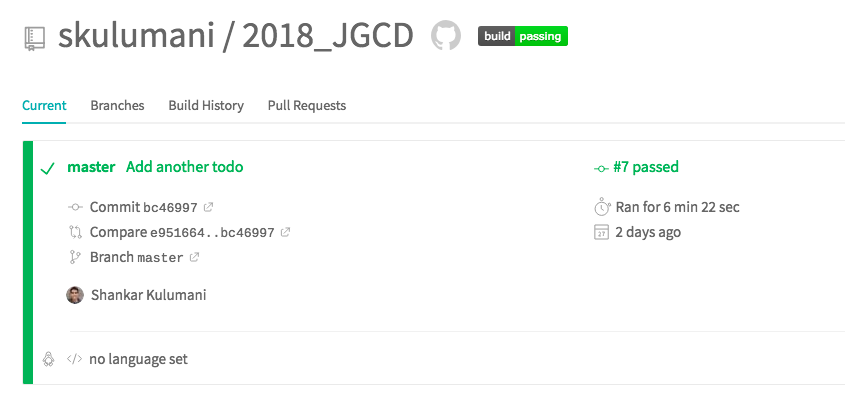 skulumani / 2018_JGCD build passing
Current Branches Build History Pull Requests
master Add another todo #7 passed
Commit bc46997 Ran for 6 min 22 sec
Compare e951664..bc46997 27 2 days ago
Branch master
Shankar Kulumani
</> no language set